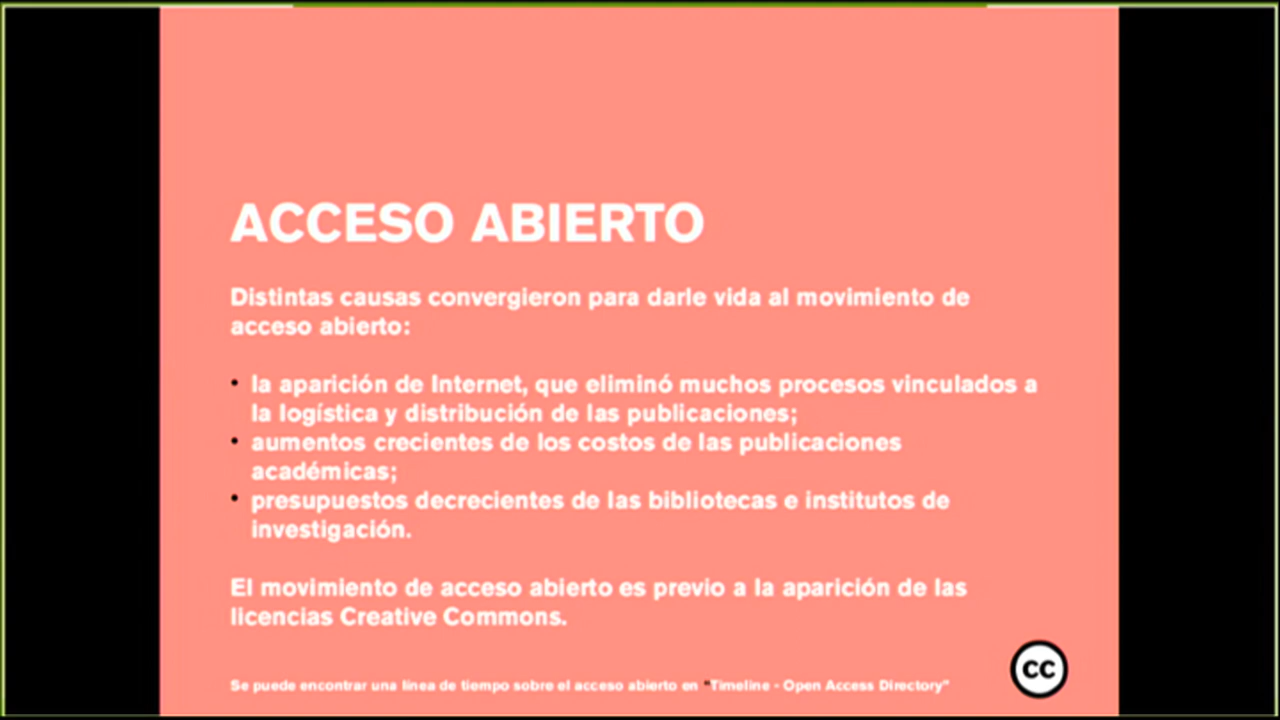 ACCESO ABIERTO
Distintas causas convergieron para darle vida al movimiento de
acceso abierto:
• la aparición de Internet, que eliminó muchos procesos vinculados a
la logística y distribución de las publicaciones;
• aumentos crecientes de los costos de las publicaciones
académicas;
• presupuestos decrecientes de las bibliotecas e institutos de
investigación.
El movimiento de acceso abierto es previo a la aparición de las
licencias Creative Commons.
cc
Se puede encontrar una línea de tiempo sobre el acceso abierto en "Timeline - Open Access Directory"